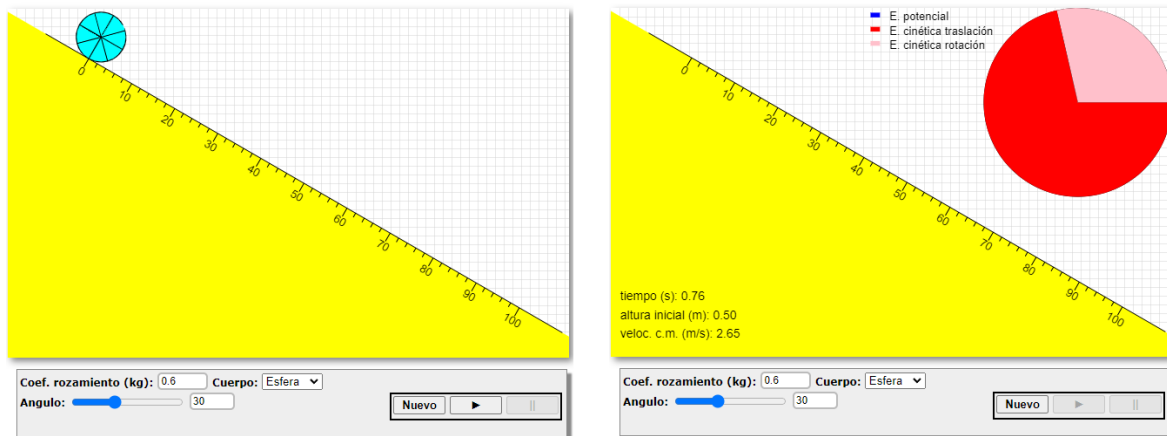 0
10
20
30
40
50
60
70
80
90
100
Coef. rozamiento (kg): 0.6 Cuerpo: Esfera
Angulo: 30
Nuevo ► ||
E. potencial
E. cinética traslación
E. cinética rotación
0
10
20
30
40
50
60
70
80
90
100
tiempo (s): 0.76
altura inicial (m): 0.50
veloc. c.m. (m/s): 2.65
Coef. rozamiento (kg): 0.6 Cuerpo: Esfera
Angulo: 30
Nuevo ► ||